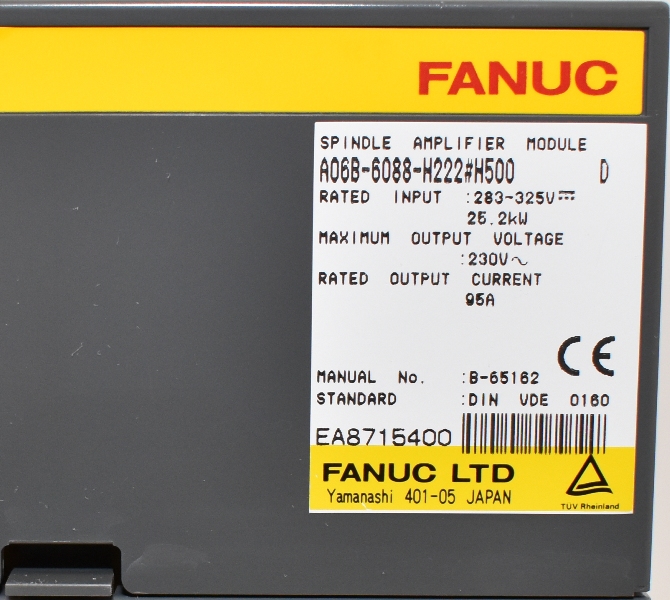 FANUC
SPINDLE AMPLIFIER MODULE
A06B-6088-H222#H500 D
RATED INPUT :283-325V⎓
25.2kW
MAXIMUM OUTPUT VOLTAGE
:230V～
RATED OUTPUT CURRENT
95A
CE
MANUAL No. :B-65162
STANDARD :DIN VDE 0160
EA8715400
FANUC LTD
Yamanashi 401-05 JAPAN
TUV Rheinland